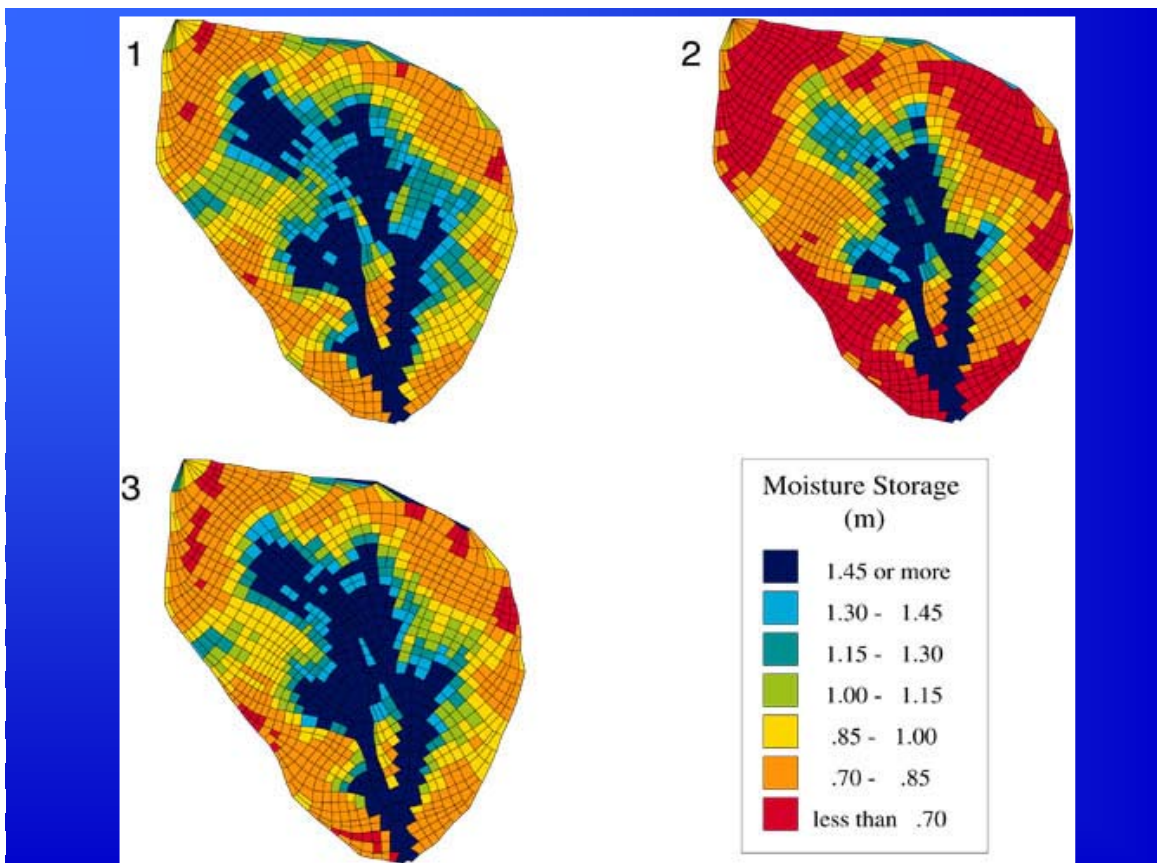 1
2
3
Moisture Storage
(m)
1.45 or more
1.30 - 1.45
1.15 - 1.30
1.00 - 1.15
.85 - 1.00
.70 - .85
less than .70